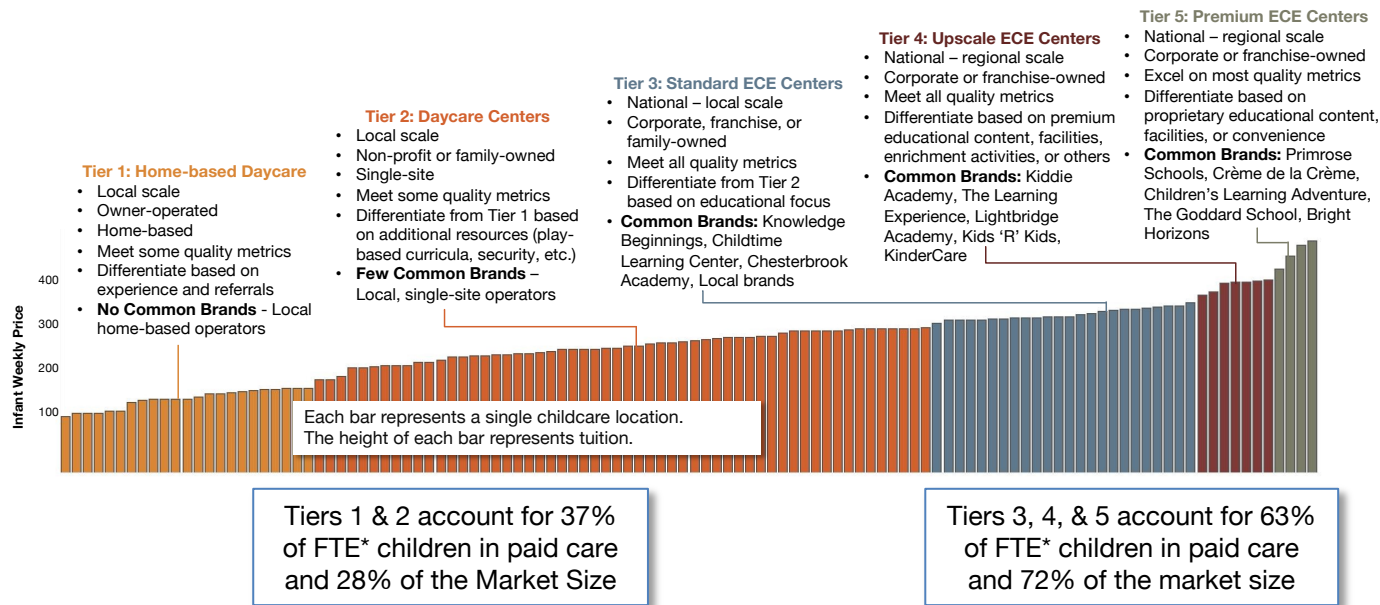 Tier 1: Home-based Daycare
• Local scale
• Owner-operated
• Home-based
• Meet some quality metrics
• Differentiate based on
experience and referrals
• No Common Brands - Local
home-based operators
Tier 2: Daycare Centers
• Local scale
• Non-profit or family-owned
• Single-site
• Meet some quality metrics
• Differentiate from Tier 1 based
on additional resources (play-
based curricula, security, etc.)
• Few Common Brands –
Local, single-site operators
Tier 3: Standard ECE Centers
• National – local scale
• Corporate, franchise, or
family-owned
• Meet all quality metrics
• Differentiate from Tier 2
based on educational focus
• Common Brands: Knowledge
Beginnings, Childtime
Learning Center, Chesterbrook
Academy, Local brands
Tier 4: Upscale ECE Centers
• National – regional scale
• Corporate or franchise-owned
• Meet all quality metrics
• Differentiate based on premium
educational content, facilities,
enrichment activities, or others
• Common Brands: Kiddie
Academy, The Learning
Experience, Lightbridge
Academy, Kids ‘R’ Kids,
KinderCare
Tier 5: Premium ECE Centers
• National – regional scale
• Corporate or franchise-owned
• Excel on most quality metrics
• Differentiate based on
proprietary educational content,
facilities, or convenience
• Common Brands: Primrose
Schools, Crème de la Crème,
Children’s Learning Adventure,
The Goddard School, Bright
Horizons
Infant Weekly Price
400
300
200
100
Each bar represents a single childcare location.
The height of each bar represents tuition.
Tiers 1 & 2 account for 37%
of FTE* children in paid care
and 28% of the Market Size
Tiers 3, 4, & 5 account for 63%
of FTE* children in paid care
and 72% of the market size